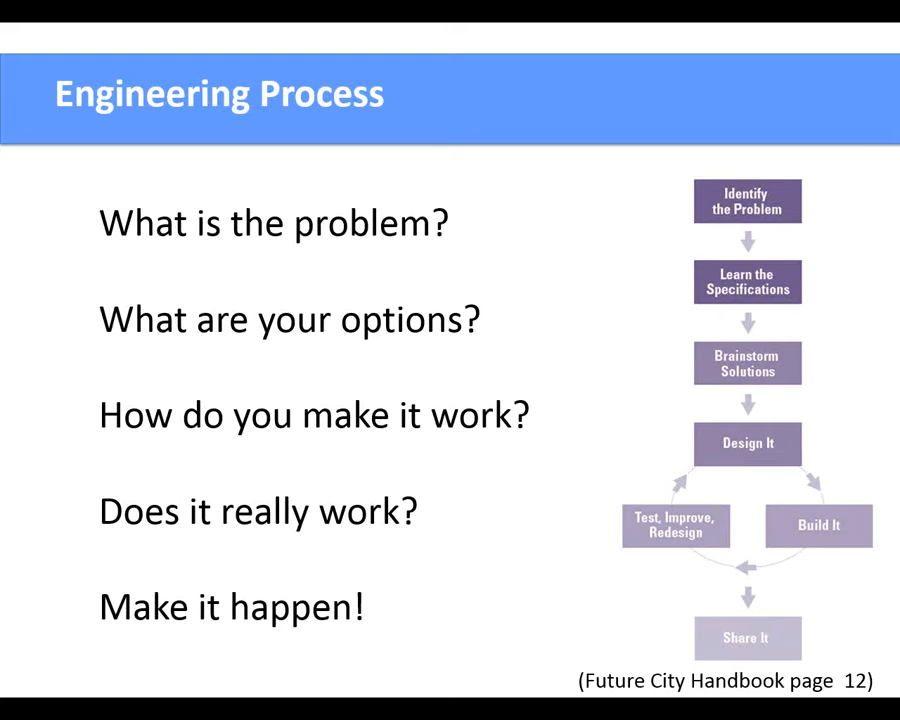 Engineering Process
What is the problem?
What are your options?
How do you make it work?
Does it really work?
Make it happen!
Identify
the Problem
Learn the
Specifications
Brainstorm
Solutions
Design It
Test, Improve,
Redesign
Build It
Share It
(Future City Handbook page 12)